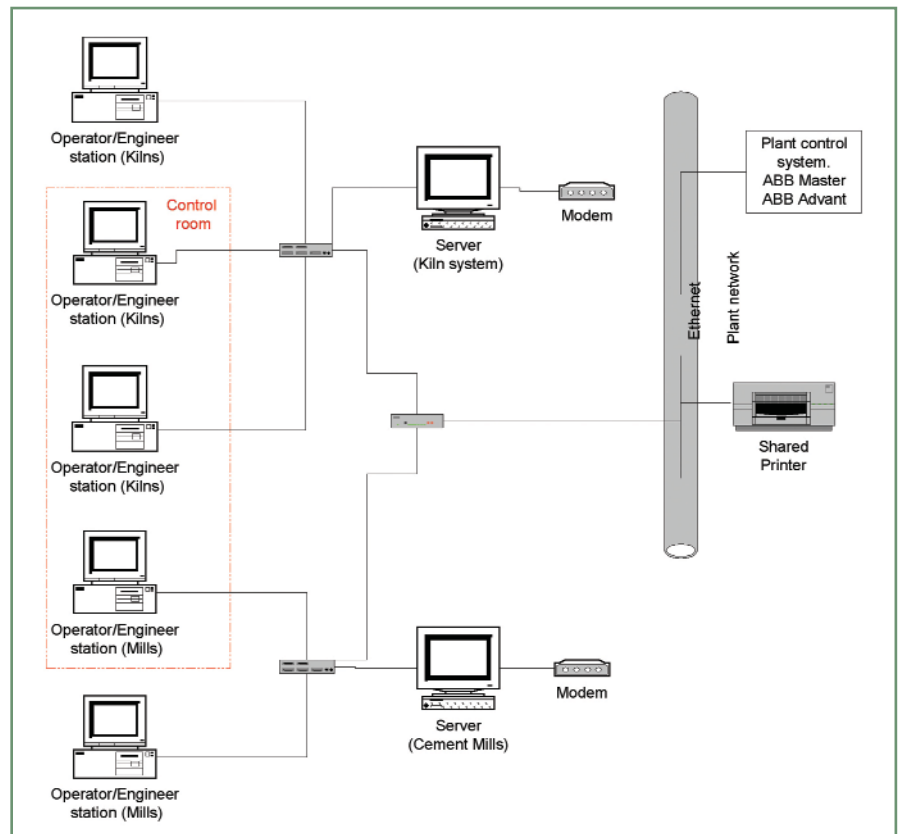 Operator/Engineer
station (Kilns)
Control
room
Operator/Engineer
station (Kilns)
Operator/Engineer
station (Kilns)
Operator/Engineer
station (Mills)
Operator/Engineer
station (Mills)
Server
(Kiln system)
Modem
Server
(Cement Mills)
Modem
Ethernet
Plant network
Plant control
system.
ABB Master
ABB Advant
Shared
Printer